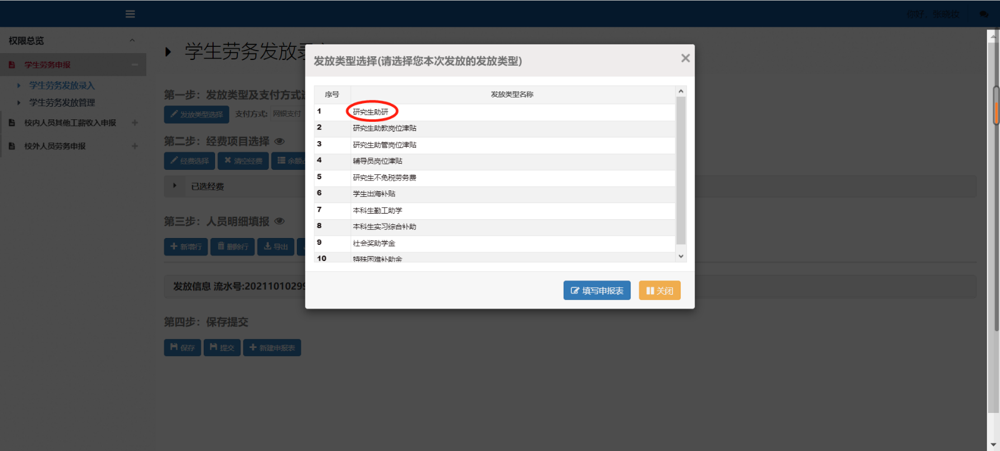 你好，张晓妆
权限总览
学生劳务申报
学生劳务发放录入
学生劳务发放管理
校内人员其他工薪收入申报
校外人员劳务申报
学生劳务发放录
第一步：发放类型及支付方式
发放类型选择 支付方式: 网银支付
第二步：经费项目选择
经费选择 清空经费 余额
已选经费
第三步：人员明细填报
新增行 删除行 导出
发放信息 流水号:2021101029
第四步：保存提交
保存 提交 新建申报表
发放类型选择(请选择您本次发放的发放类型)
序号 发放类型名称
1 研究生助研
2 研究生助教岗位津贴
3 研究生助管岗位津贴
4 辅导员岗位津贴
5 研究生不免税劳务费
6 学生出海补贴
7 本科生勤工助学
8 本科生实习综合补助
9 社会奖助学金
10 特殊困难补助金
填写申报表 关闭